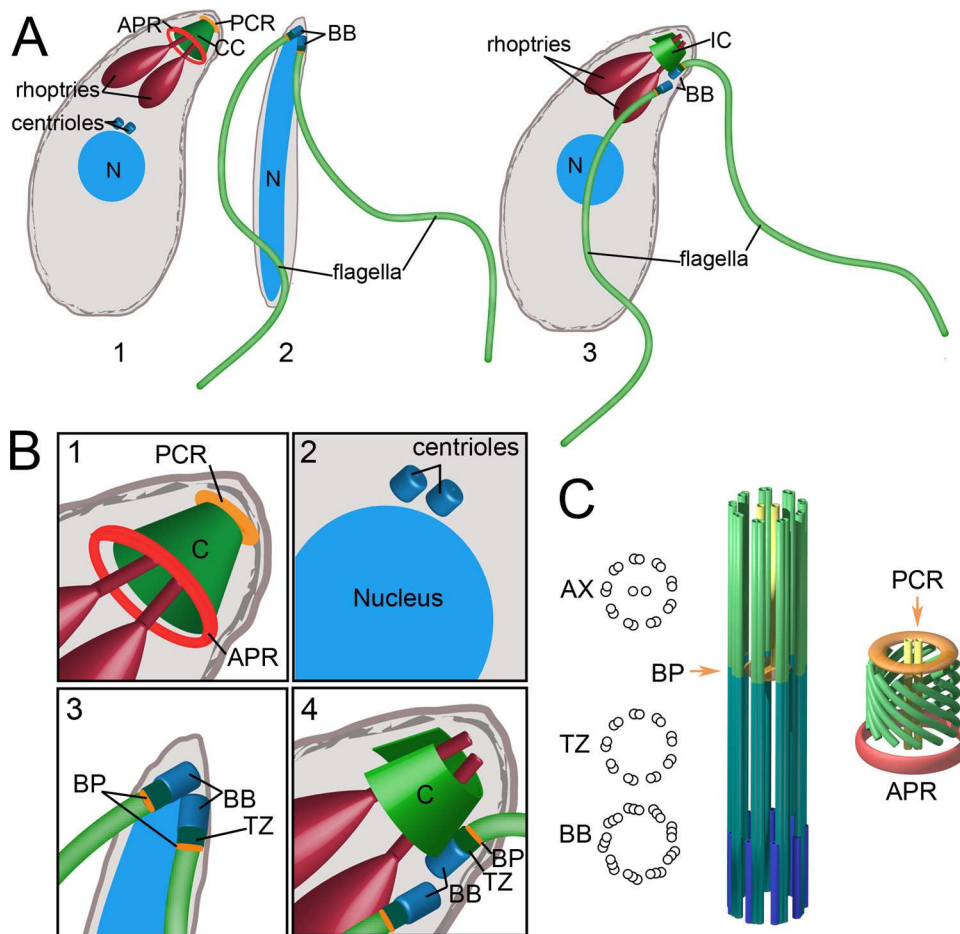 A
APR
PCR
CC
rhoptries
centrioles
N
1
BB
N
flagella
2
rhoptries
IC
BB
N
flagella
3
B
1
PCR
C
APR
2
centrioles
Nucleus
3
BP
BB
TZ
4
C
BP
TZ
BB
C
AX
BP
TZ
BB
PCR
APR